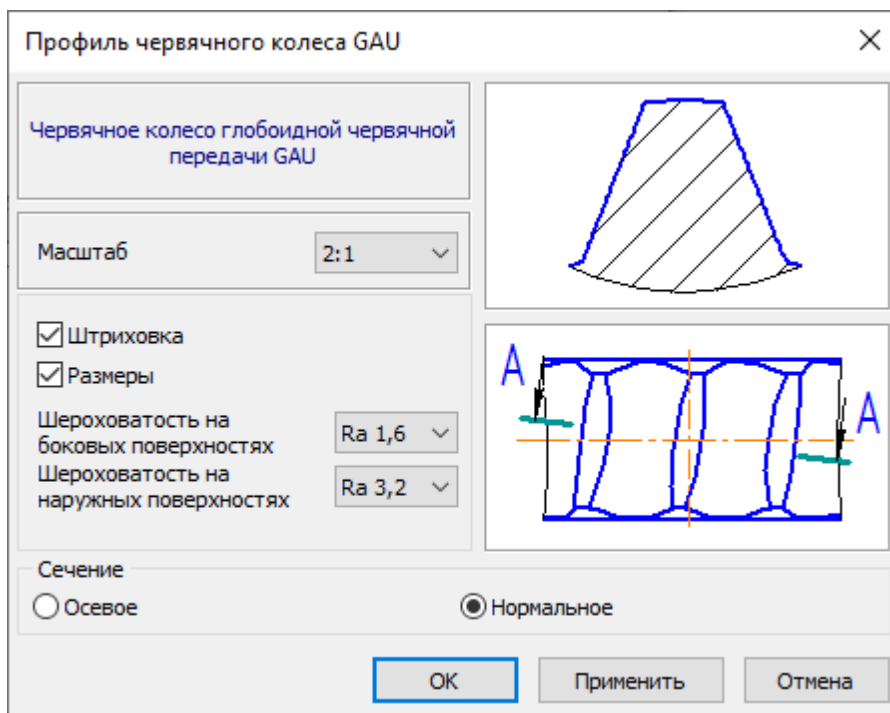 Профиль червячного колеса GAU
Червячное колесо глобоидной червячной
передачи GAU
Масштаб
2:1
Штриховка
Размеры
Шероховатость на
боковых поверхностях
Ra 1,6
Шероховатость на
наружных поверхностях
Ra 3,2
A
A
Сечение
Осевое
Нормальное
OK
Применить
Отмена